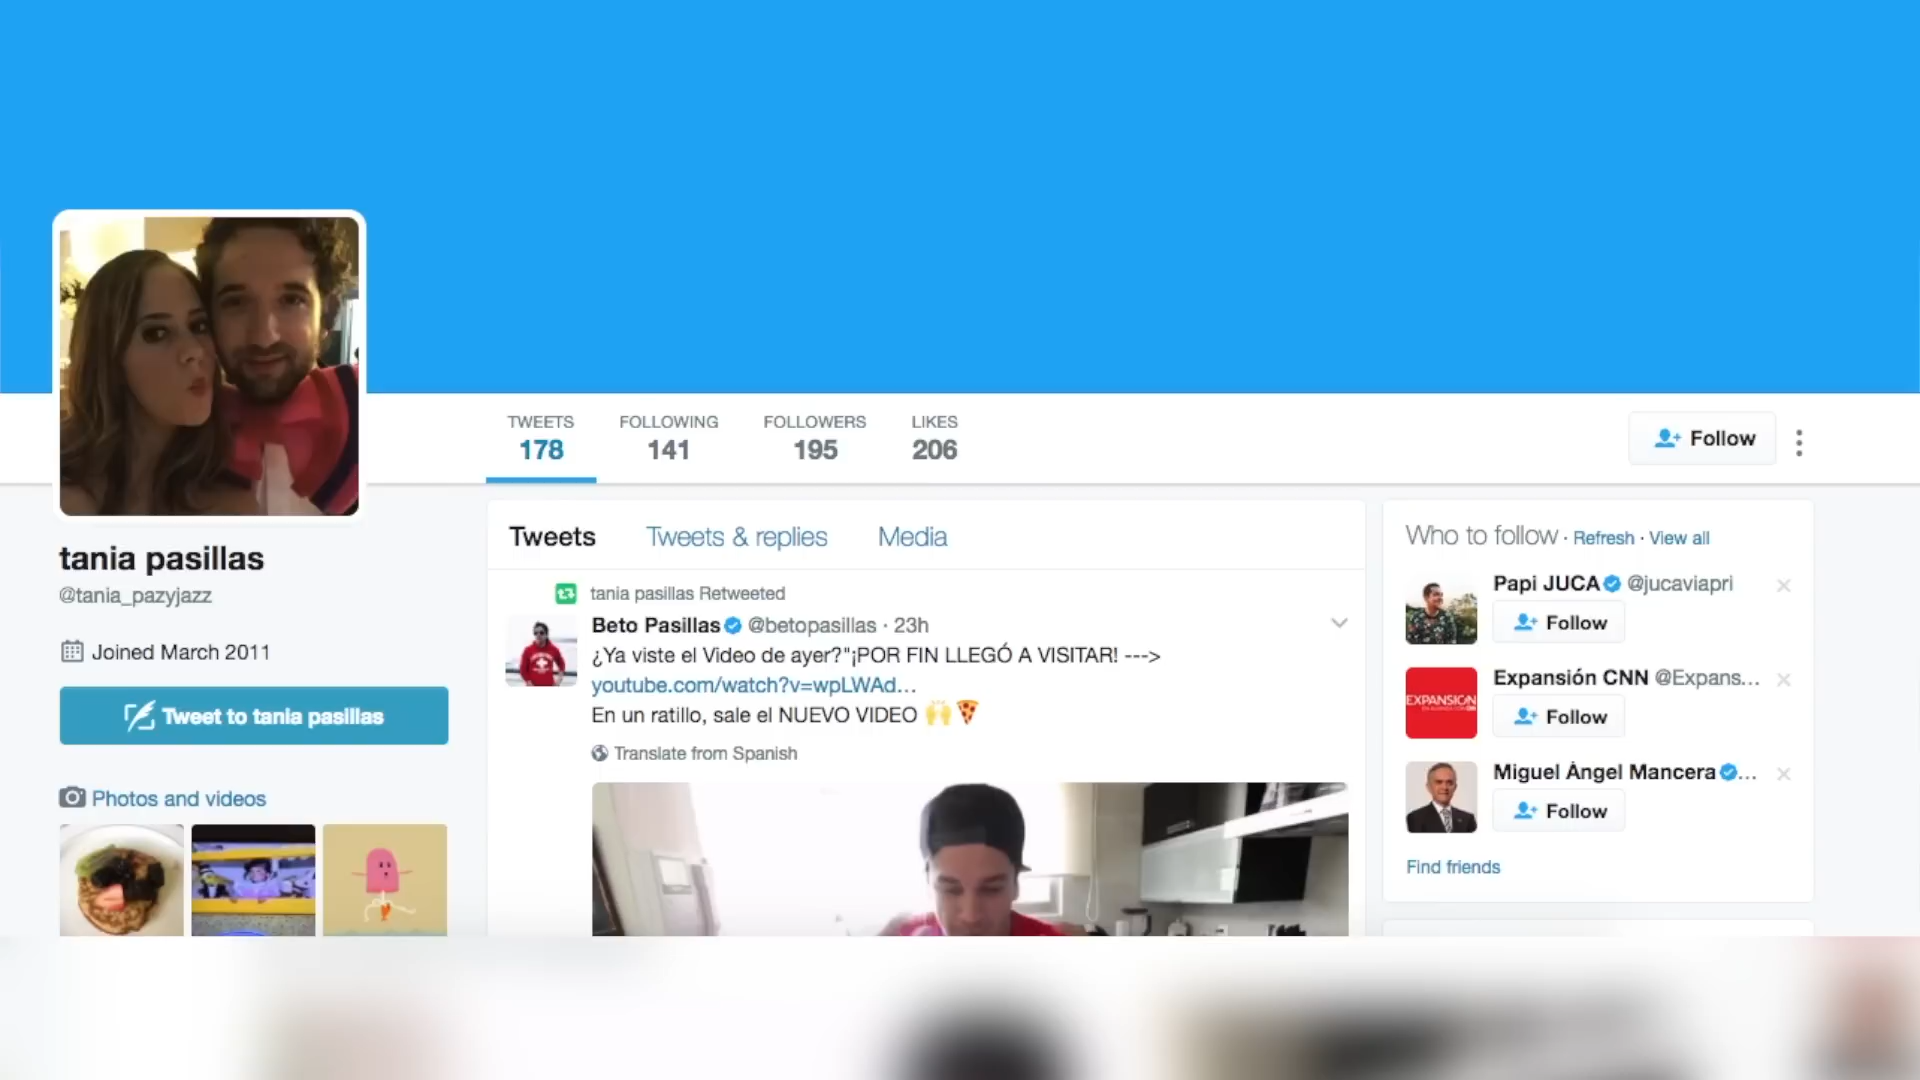 TWEETS FOLLOWING FOLLOWERS LIKES
178 141 195 206
Follow
tania pasillas
@tania_pazyjazz
Joined March 2011
Tweet to tania pasillas
Photos and videos
Tweets Tweets & replies Media
tania pasillas Retweeted
Beto Pasillas @betopasillas · 23h
¿Ya viste el Video de ayer?"¡POR FIN LLEGÓ A VISITAR! --->
youtube.com/watch?v=wpLWAd...
En un ratillo, sale el NUEVO VIDEO
Translate from Spanish
Who to follow · Refresh · View all
Papi JUCA @jucaviapri
Follow
EXPANSIÓN
Expansión CNN @Expans...
Follow
Miguel Ángel Mancera...
Follow
Find friends